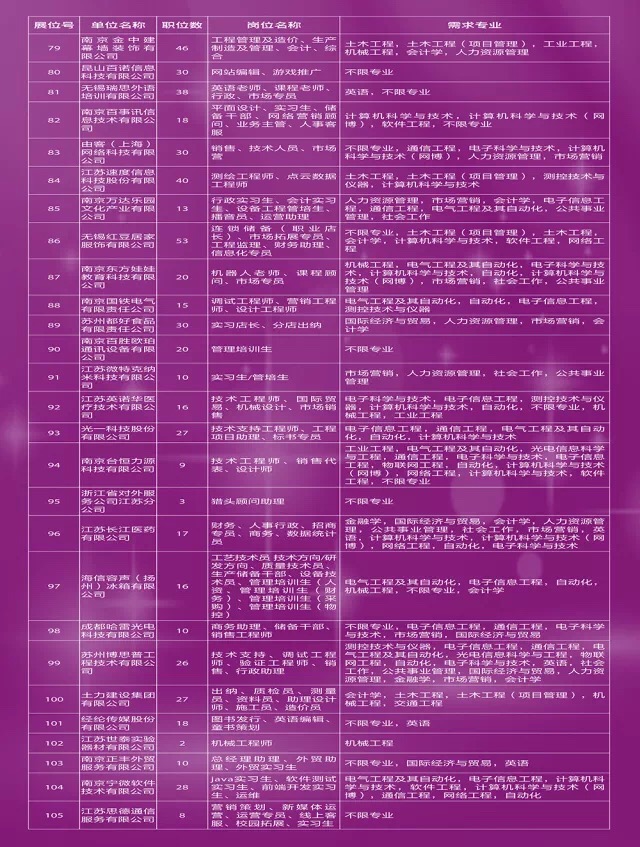 展位号 单位名称 职位数 岗位名称 需求专业
79 南京金中建幕墙装饰有限公司 46 工程管理及造价、生产制造及管理、会计、综合 土木工程，土木工程（项目管理），工业工程，机械工程，会计学，人力资源管理
80 昆山百诺信息科技有限公司 30 网站编辑、游戏推广 不限专业
81 无锡瑞思外语培训有限公司 38 英语老师、课程老师、行政、市场专员 英语，不限专业
82 南京百事讯信息技术有限公司 18 平面设计、实习生、储备干部、网络营销顾问、业务主管、人事客服 计算机科学与技术，计算机科学与技术（网博），软件工程，不限专业
83 由客（上海）网络科技有限公司 30 销售、技术人员、市场营 不限专业，通信工程，电子科学与技术，计算机科学与技术（网博），人力资源管理，市场营销
84 江苏速度信息科技股份有限公司 40 测绘工程师、点云数据工程师 土木工程，土木工程（项目管理），测控技术与仪器，计算机科学与技术
85 南京万达乐园文化产业有限公司 13 行政实习生、会计实习生、设备工程管培生、播音员、运营助理 人力资源管理，市场营销，会计学，电子信息工程，通信工程，电气工程及其自动化，公共事业管理，社会工作
86 无锡红豆居家服饰有限公司 53 连锁储备（职业店长）、市场拓展专员、工程监理、财务助理、信息化专员 不限专业，土木工程（项目管理），土木工程，会计学，计算机科学与技术，软件工程，网络工程
87 南京东方娃娃教育科技有限公司 20 机器人老师、课程顾问、市场专员 机械工程，电气工程及其自动化，电子科学与技术，计算机科学与技术，自动化，计算机科学与技术（网博），市场营销，社会工作，公共事业管理
88 南京国铁电气有限责任公司 15 调试工程师、营销工程师、设计工程师 电气工程及其自动化，自动化，电子信息工程，测控技术与仪器
89 苏州都好食品有限责任公司 30 实习店长、分店出纳 国际经济与贸易，人力资源管理，市场营销，会计学
90 南京百胜欧珀通讯设备有限公司 20 管理培训生 不限专业
91 江苏微特克纳米科技有限公司 10 实习生/管培生 市场营销，人力资源管理，社会工作，公共事业管理
92 江苏英诺华医疗技术有限公司 16 技术工程师、国际贸易、机械设计、市场销售 电子科学与技术，电子信息工程，测控技术与仪器，计算机科学与技术，自动化，不限专业，机械工程，工业工程
93 光一科技股份有限公司 27 技术支持工程师、工程项目助理、标书专员 电子信息工程，通信工程，电气工程及其自动化，自动化，计算机科学与技术
94 南京台恒力源科技有限公司 9 技术工程师、销售代表、设计师 工业工程，电气工程及其自动化，光电信息科学与工程，通信工程，电子科学与技术，电子信息工程，物联网工程，自动化，计算机科学与技术（网博），网络工程，计算机科学与技术，软件工程，不限专业
95 浙江省对外服务公司江苏分公司 3 猎头顾问助理 不限专业
96 江苏长江医药有限公司 17 财务、人事行政、招商专员、商务、数据统计员 金融学，国际经济与贸易，会计学，人力资源管理，公共事业管理，社会工作，市场营销，英语，计算机科学与技术，计算机科学与技术（网博），网络工程，自动化，电子科学与技术
97 海信容声（扬州）冰箱有限公司 16 工艺技术员 技术方向/研发方向、质量技术员、生产储备干部、设备技术员、管理培训生（人资、管理培训生（财务）、管理培训生（采购）、管理培训生（物控） 电气工程及其自动化，电子信息工程，自动化，机械工程，不限专业，会计学
98 成都哈雷光电科技有限公司 10 商务助理、储备干部、销售工程师 不限专业，电子信息工程，通信工程，电子科学与技术，市场营销，国际经济与贸易
99 苏州博思普工程技术有限公司 26 技术支持、调试工程师、验证工程师、销售、行政助理 测控技术与仪器，电子信息工程，通信工程，电气工程及其自动化，光电信息科学与工程，物联网工程，自动化，电子科学与技术，英语，社会工作，公共事业管理，国际经济与贸易，人力资源管理，金融学，市场营销，会计学
100 土力建设集团有限公司 27 出纳、质检员、测量员、资料员、助理设计师、施工员、造价员 会计学，土木工程，土木工程（项目管理），机械工程，交通工程
101 经纶传媒股份有限公司 18 图书发行、英语编辑、童书策划 不限专业，英语
102 江苏世泰实验器材有限公司 2 机械工程师 机械工程
103 南京正丰外贸服务有限公司 10 总经理助理、外贸助理、外贸实习生 不限专业，国际经济与贸易，英语
104 南京宁微软件技术有限公司 28 java实习生、软件测试实习生、前端开发实习生、运维 电气工程及其自动化，电子信息工程，计算机科学与技术，软件工程，计算机科学与技术（网博），通信工程，网络工程，自动化
105 江苏思德通信服务有限公司 8 营销策划、新媒体运营、运营专员、线上客服、校园拓展、实习生 不限专业